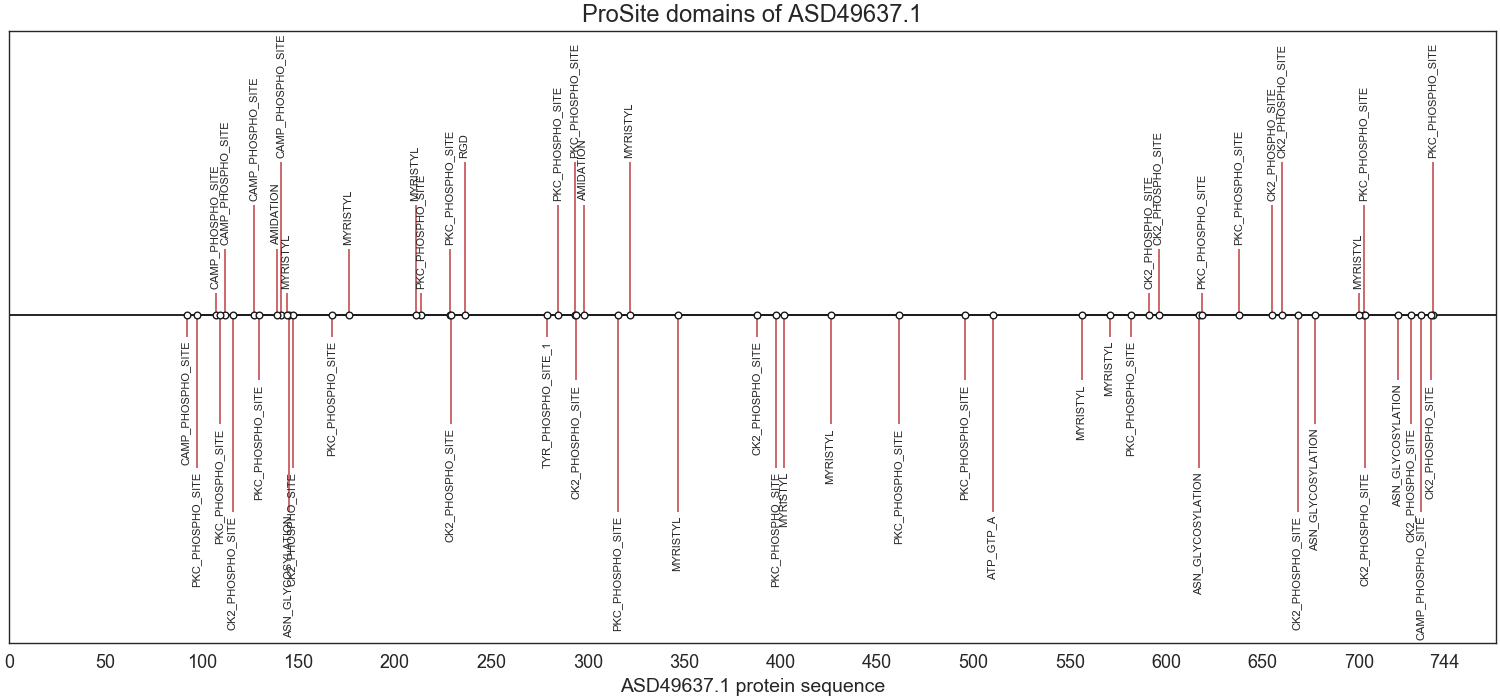 ProSite domains of ASD49637.1
CAMP_PHOSPHO_SITE
CAMP_PHOSPHO_SITE
CAMP_PHOSPHO_SITE
AMIDATION
CAMP_PHOSPHO_SITE
MYRISTYL
MYRISTYL
MYRISTYL
PKC_PHOSPHO_SITE
PKC_PHOSPHO_SITE
RGD
PKC_PHOSPHO_SITE
PKC_PHOSPHO_SITE
AMIDATION
MYRISTYL
CK2_PHOSPHO_SITE
CK2_PHOSPHO_SITE
PKC_PHOSPHO_SITE
PKC_PHOSPHO_SITE
CK2_PHOSPHO_SITE
CK2_PHOSPHO_SITE
MYRISTYL
PKC_PHOSPHO_SITE
PKC_PHOSPHO_SITE
CAMP_PHOSPHO_SITE
PKC_PHOSPHO_SITE
PKC_PHOSPHO_SITE
CK2_PHOSPHO_SITE
PKC_PHOSPHO_SITE
ASN_GLYCOSYLATION
CK2_PHOSPHO_SITE
PKC_PHOSPHO_SITE
CK2_PHOSPHO_SITE
TYR_PHOSPHO_SITE_1
CK2_PHOSPHO_SITE
PKC_PHOSPHO_SITE
MYRISTYL
CK2_PHOSPHO_SITE
PKC_PHOSPHO_SITE
MYRISTYL
MYRISTYL
PKC_PHOSPHO_SITE
PKC_PHOSPHO_SITE
ATP_GTP_A
MYRISTYL
MYRISTYL
PKC_PHOSPHO_SITE
ASN_GLYCOSYLATION
CK2_PHOSPHO_SITE
ASN_GLYCOSYLATION
CK2_PHOSPHO_SITE
ASN_GLYCOSYLATION
CK2_PHOSPHO_SITE
CAMP_PHOSPHO_SITE
CK2_PHOSPHO_SITE
0 50 100 150 200 250 300 350 400 450 500 550 600 650 700 744
ASD49637.1 protein sequence